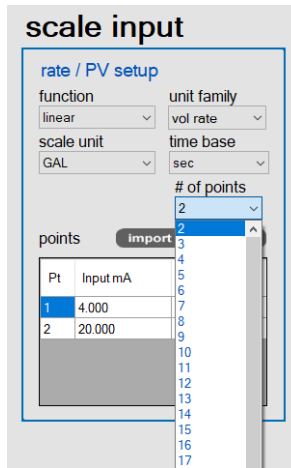 scale input
rate / PV setup
function unit family
linear vol rate
scale unit time base
GAL sec
# of points
2
points import
2
3
4
5
6
7
8
9
10
11
12
13
14
15
16
17
Pt Input mA
1 4.000
2 20.000